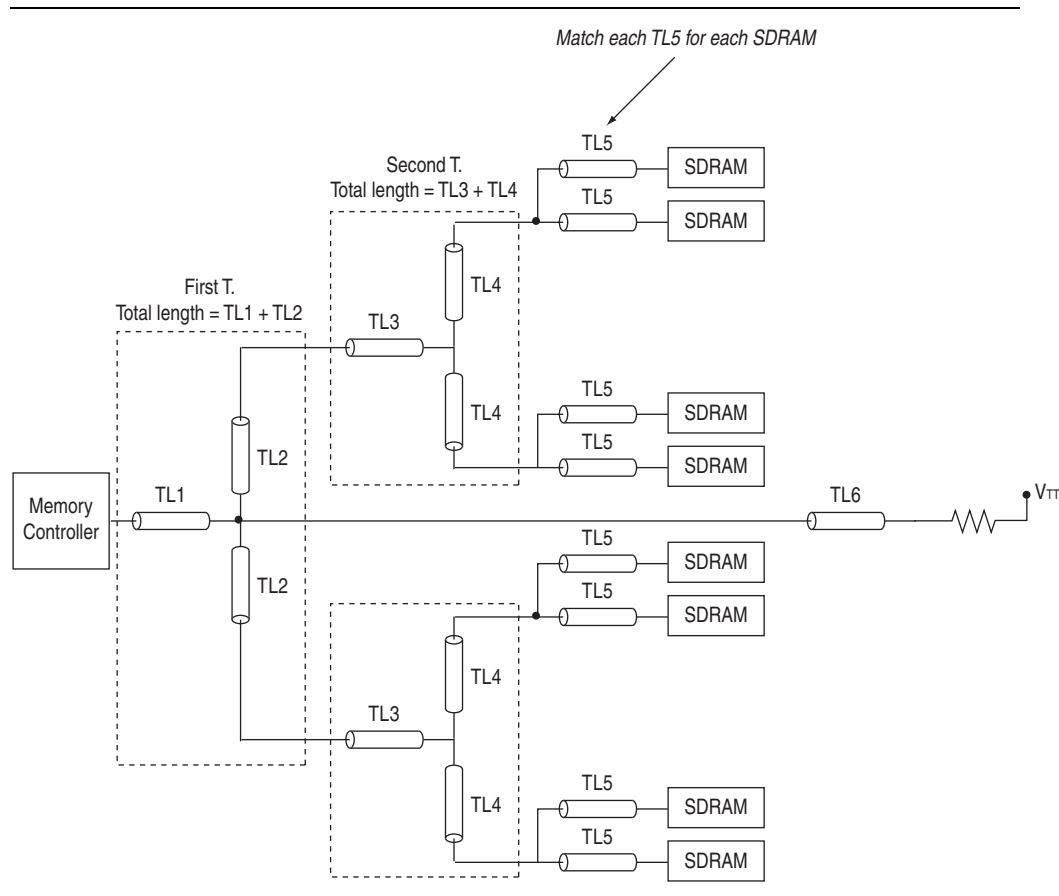 Match each TL5 for each SDRAM
TL5
SDRAM
Second T.
Total length = TL3 + TL4
TL5
SDRAM
TL4
First T.
Total length = TL1 + TL2
TL3
TL5
SDRAM
TL4
TL5
SDRAM
TL2
Memory
Controller
TL1
TL6
VTT
TL5
SDRAM
TL2
TL5
SDRAM
TL4
TL3
TL5
SDRAM
TL4
TL5
SDRAM